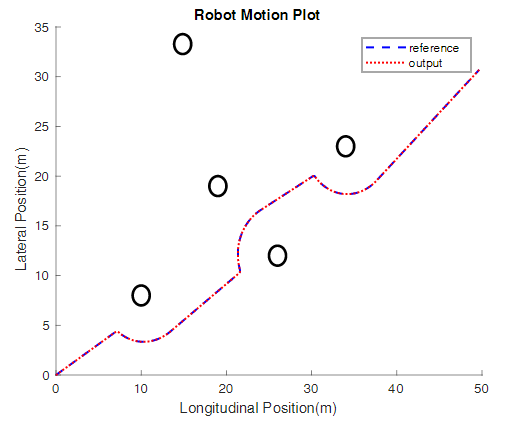 Robot Motion Plot
reference
output
35
30
25
20
15
10
5
0
Lateral Position(m)
0 10 20 30 40 50
Longitudinal Position(m)